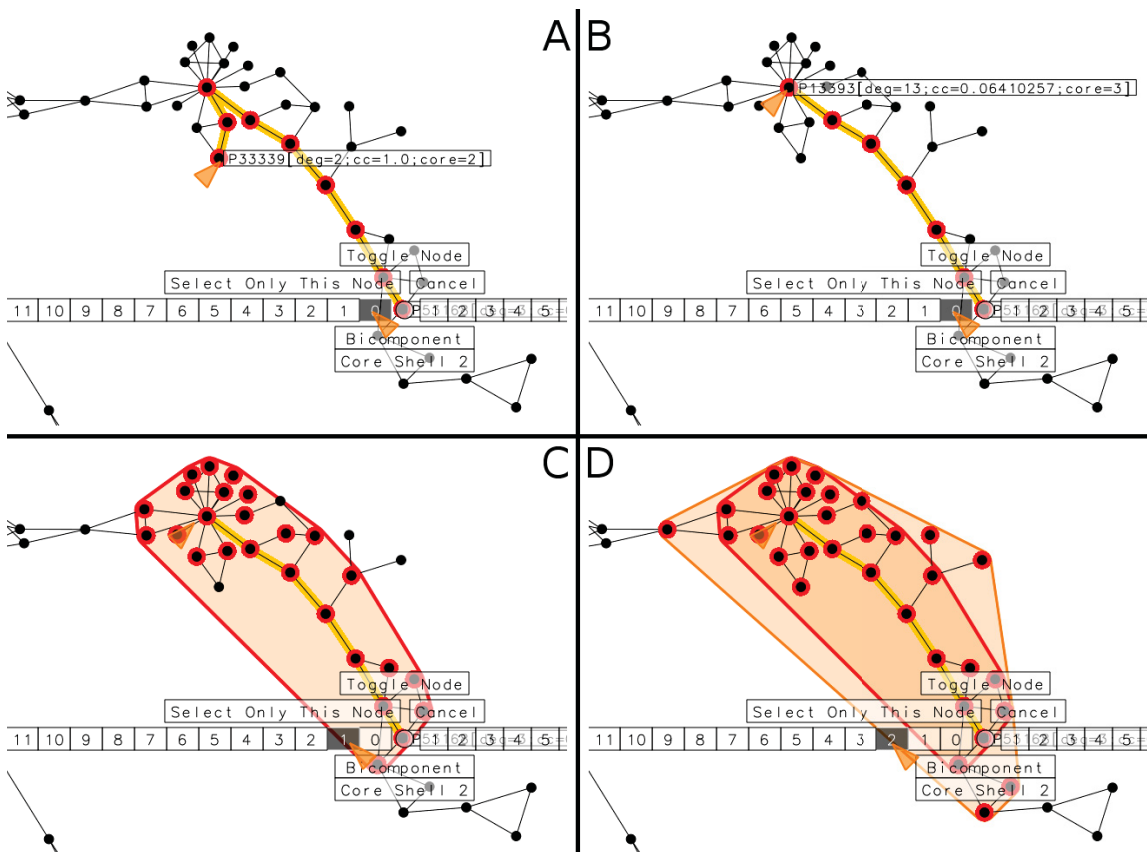 A
P33339[deg=2;cc=1.0;core=2]
Toggle Node
Select Only This Node Cancel
11 10 9 8 7 6 5 4 3 2 1 0 1 2 3 4 5
Bicomponent
Core Shell 2
B
P13393[deg=13;cc=0.06410257;core=3]
Toggle Node
Select Only This Node Cancel
11 10 9 8 7 6 5 4 3 2 1 0 1 2 3 4 5
Bicomponent
Core Shell 2
C
Toggle Node
Select Only This Node Cancel
11 10 9 8 7 6 5 4 3 2 1 0 1 2 3 4 5
Bicomponent
Core Shell 2
D
Toggle Node
Select Only This Node Cancel
11 10 9 8 7 6 5 4 3 2 1 0 1 2 3 4 5
Bicomponent
Core Shell 2